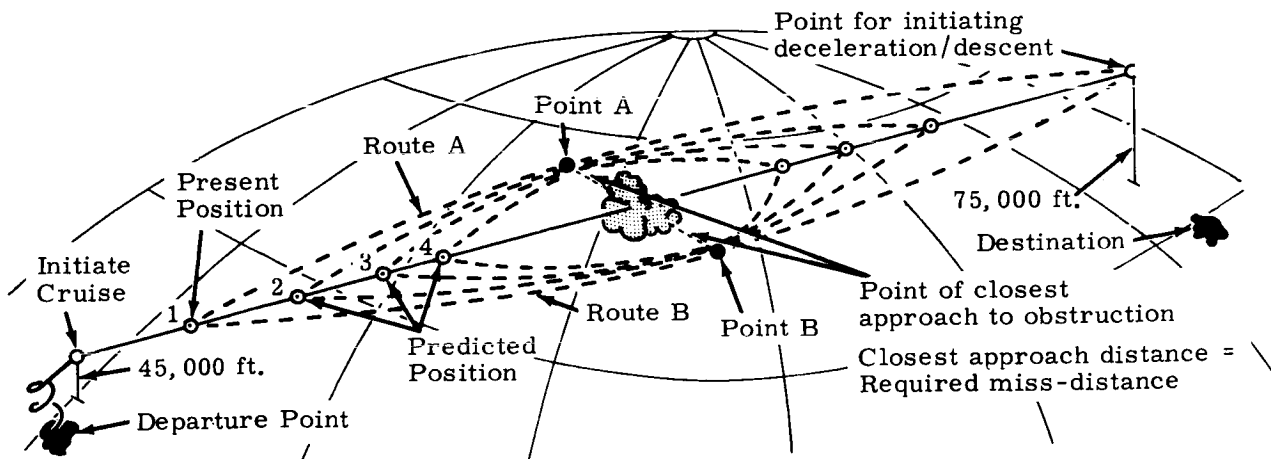 Point for initiating
deceleration/descent
Point A
Route A
Present
Position
75,000 ft.
Destination
4
3
2
1
Initiate
Cruise
Route B
Point B
Point of closest
approach to obstruction
Closest approach distance =
Required miss-distance
Predicted
Position
45,000 ft.
Departure Point